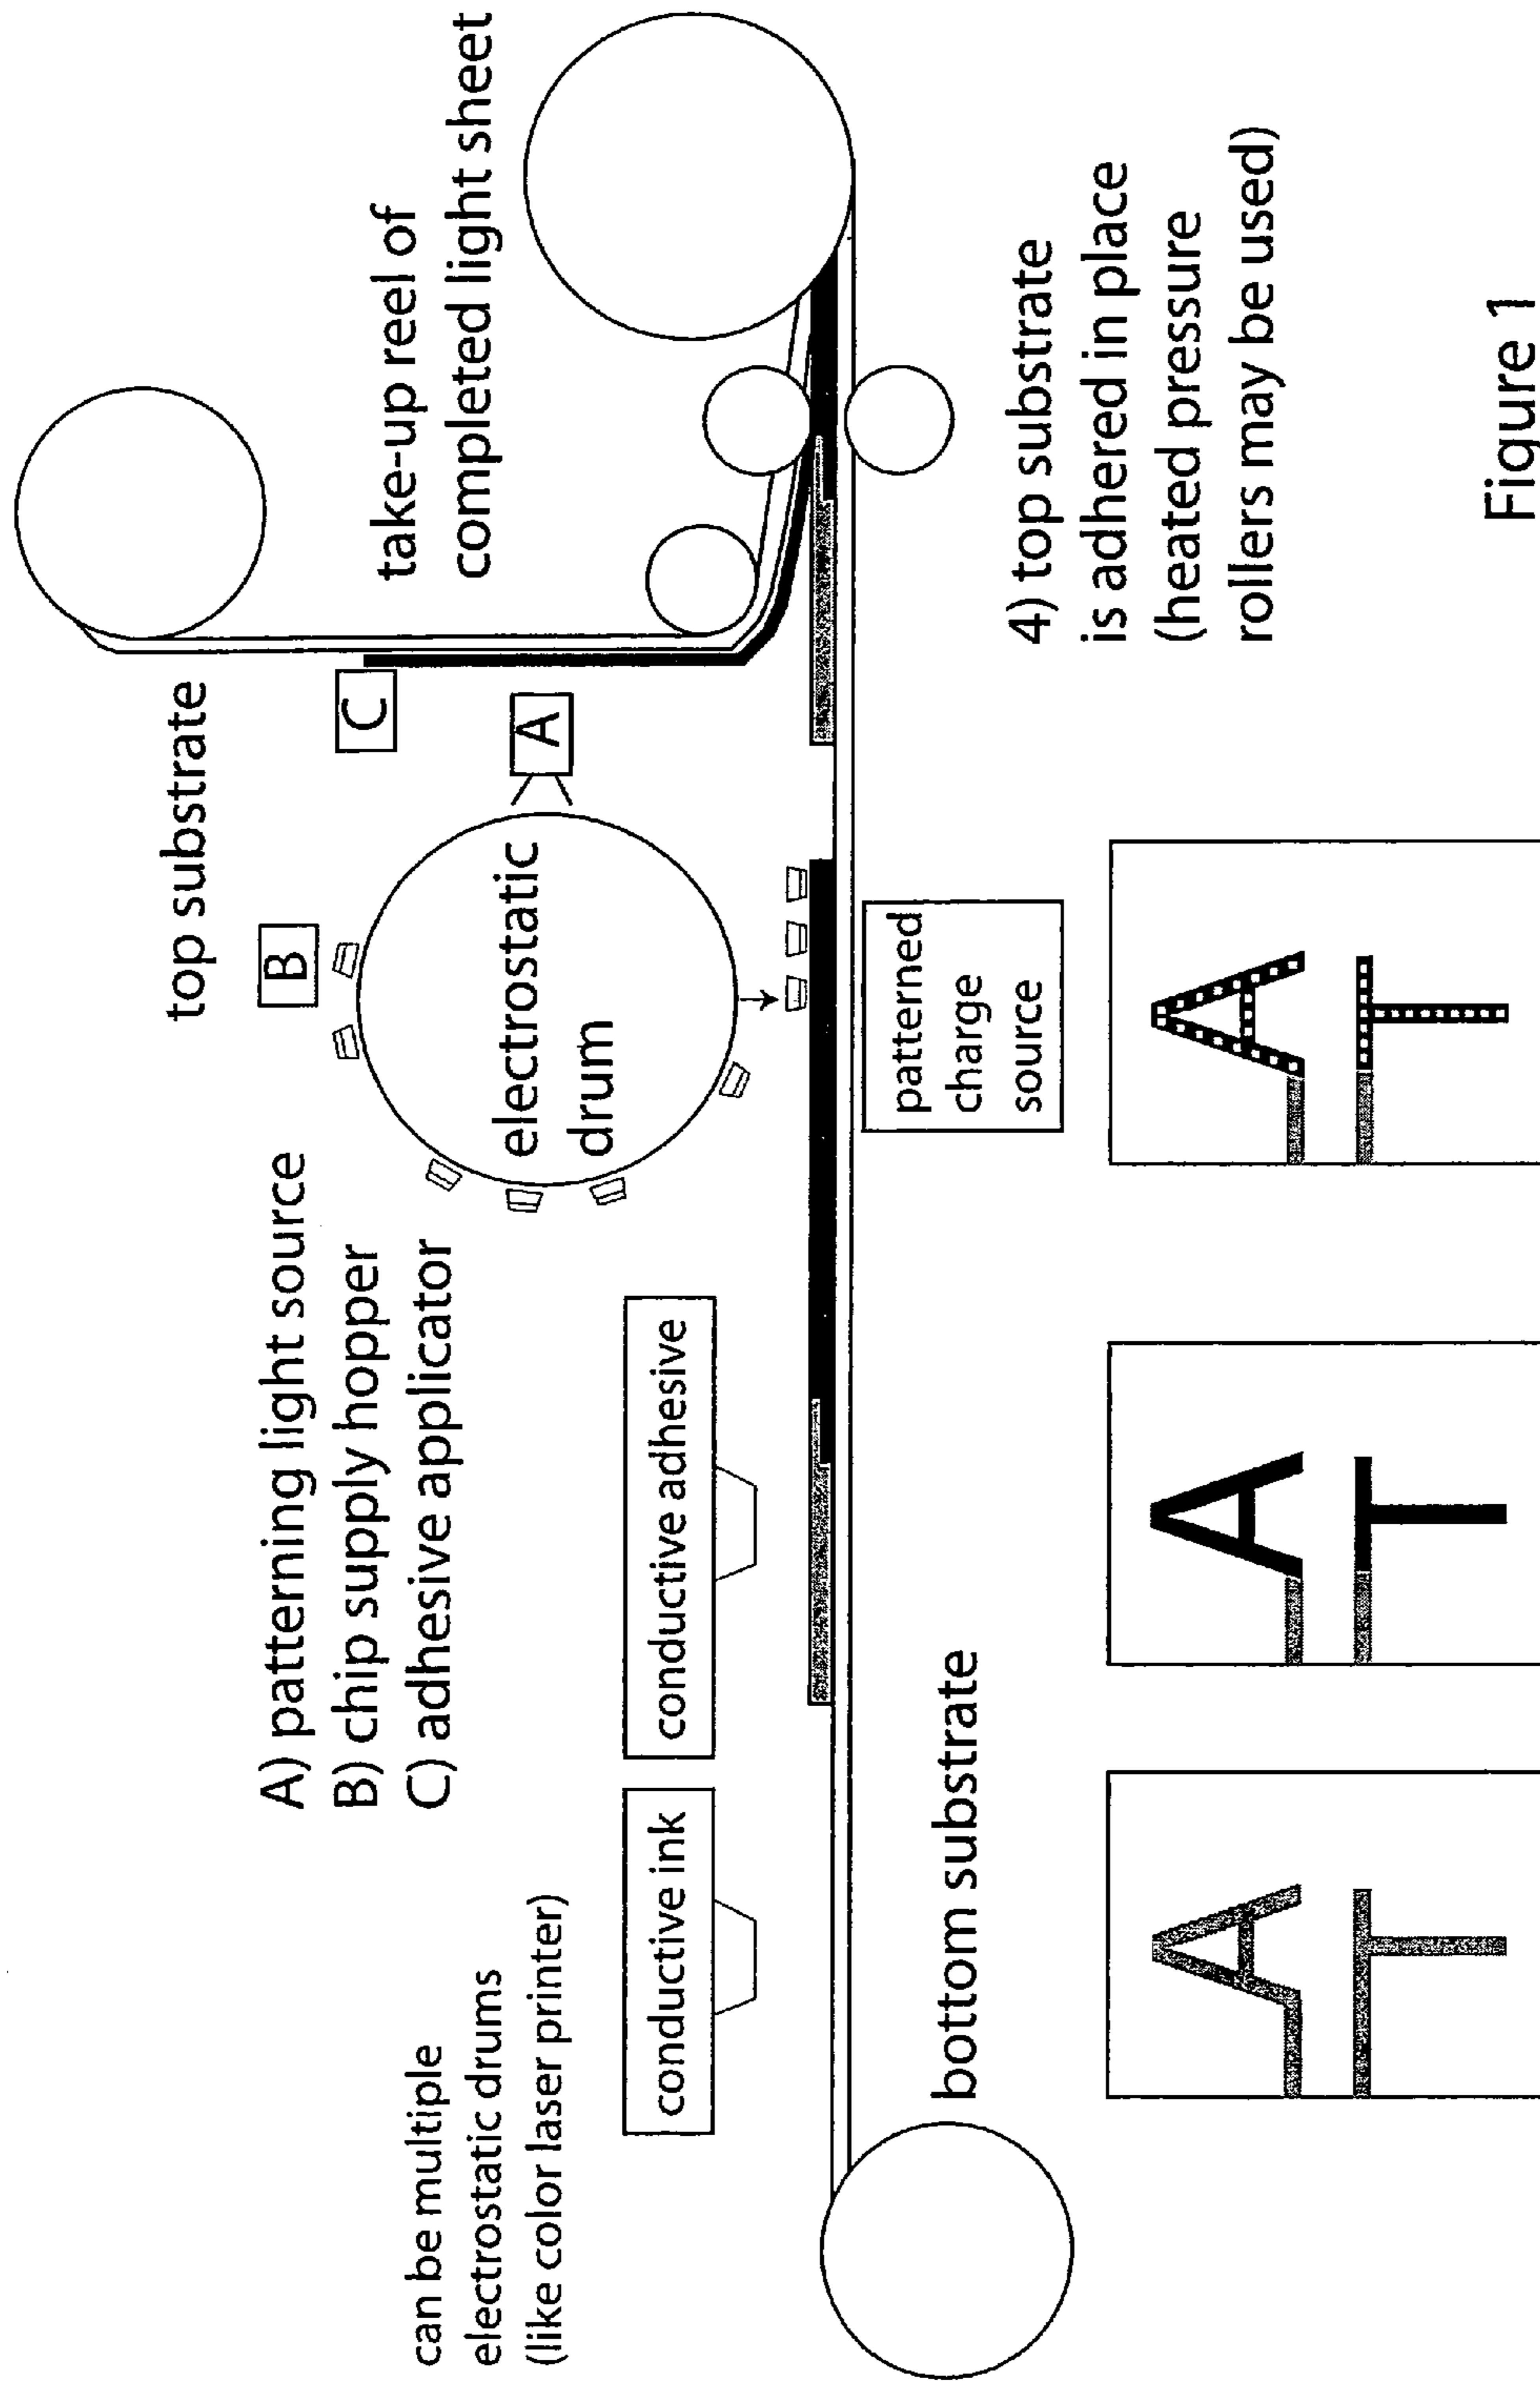 can be multiple
electrostatic drums
(like color laser printer)
A) patterning light source
B) chip supply hopper
C) adhesive applicator
top substrate
take-up reel of
completed light sheet
B
C
A
electrostatic
drum
conductive ink
conductive adhesive
bottom substrate
patterned
charge
source
4) top substrate
is adhered in place
(heated pressure
rollers may be used)
A
T
A
T
A
T
Figure 1